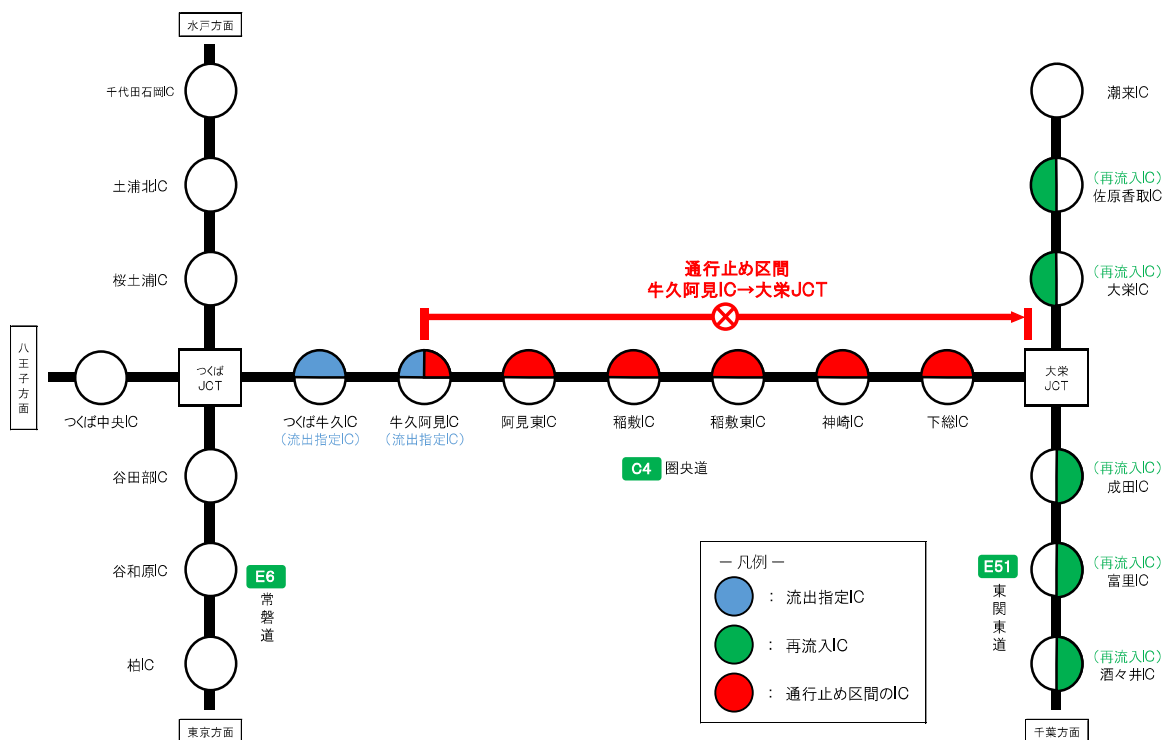 水戸方面
千代田石岡IC
土浦北IC
桜土浦IC
潮来IC
(再流入IC)
佐原香取IC
(再流入IC)
大栄IC
通行止め区間
牛久阿見IC→大栄JCT
八王子方面
つくば中央IC
つくば
JCT
つくば牛久IC
(流出指定IC)
牛久阿見IC
(流出指定IC)
阿見東IC
稲敷IC
稲敷東IC
神崎IC
下総IC
大栄
JCT
C4 圏央道
谷田部IC
谷和原IC
柏IC
E6
常磐道
東京方面
(再流入IC)
成田IC
(再流入IC)
富里IC
(再流入IC)
酒々井IC
E51
東関東道
千葉方面
― 凡例 ―
: 流出指定IC
: 再流入IC
: 通行止め区間のIC